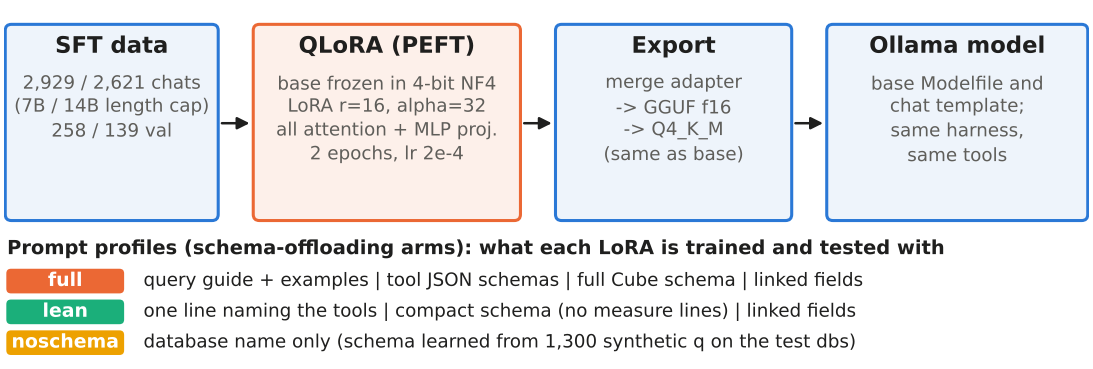 SFT data
2,929 / 2,621 chats
(7B / 14B length cap)
258 / 139 val
QLoRA (PEFT)
base frozen in 4-bit NF4
LoRA r=16, alpha=32
all attention + MLP proj.
2 epochs, lr 2e-4
Export
merge adapter
-> GGUF f16
-> Q4_K_M
(same as base)
Ollama model
base Modelfile and
chat template;
same harness,
same tools
Prompt profiles (schema-offloading arms): what each LoRA is trained and tested with
full query guide + examples | tool JSON schemas | full Cube schema | linked fields
lean one line naming the tools | compact schema (no measure lines) | linked fields
noschema database name only (schema learned from 1,300 synthetic q on the test dbs)